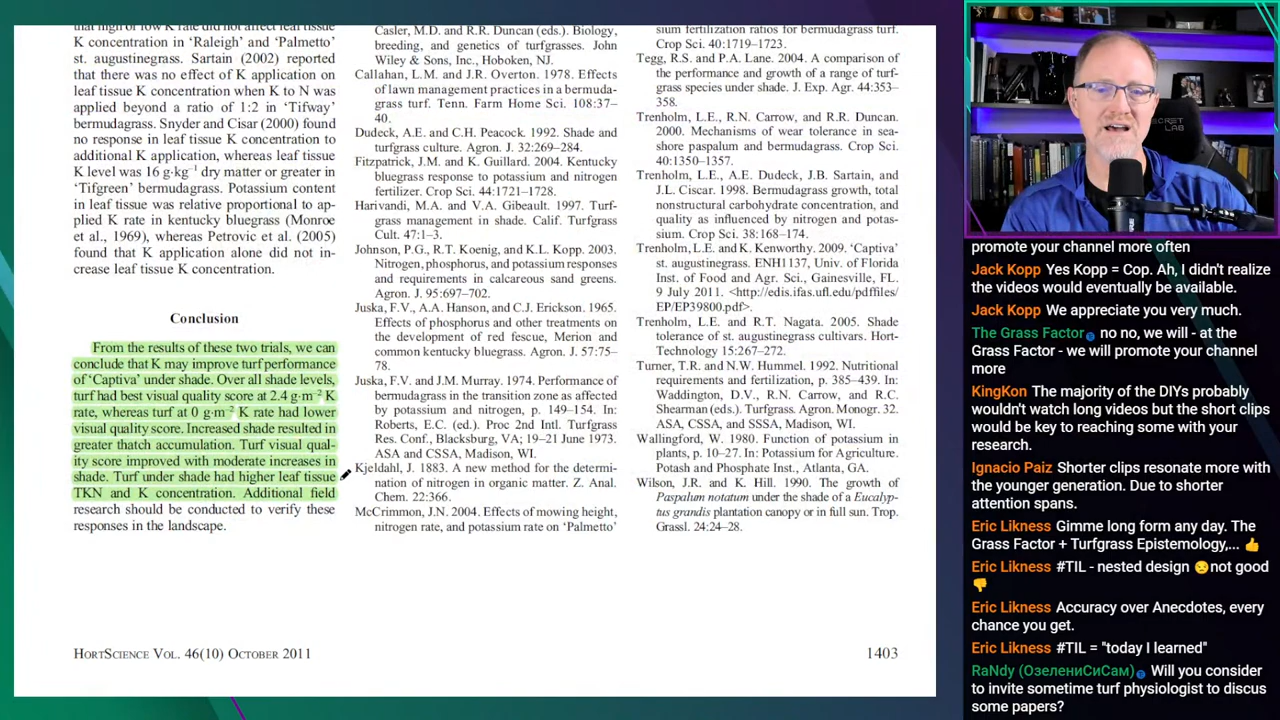 that high or low K rate did not affect leaf tissue
K concentration in ‘Raleigh’ and ‘Palmetto’
st. augustinegrass. Sartain (2002) reported
that there was no effect of K application on
leaf tissue K concentration when K to N was
applied beyond a ratio of 1:2 in ‘Tifway’
bermudagrass. Snyder and Cisar (2000) found
no response in leaf tissue K concentration to
additional K application, whereas leaf tissue
K level was 16 g·kg⁻¹ dry matter or greater in
‘Tifgreen’ bermudagrass. Potassium content
in leaf tissue was relative proportional to ap-
plied K rate in kentucky bluegrass (Monroe
et al., 1969), whereas Petrovic et al. (2005)
found that K application alone did not in-
crease leaf tissue K concentration.
Conclusion
From the results of these two trials, we can
conclude that K may improve turf performance
of ‘Captiva’ under shade. Over all shade levels,
turf had best visual quality score at 2.4 g·m⁻² K
rate, whereas turf at 0 g·m⁻² K rate had lower
visual quality score. Increased shade resulted in
greater thatch accumulation. Turf visual qual-
ity score improved with moderate increases in
shade. Turf under shade had higher leaf tissue
TKN and K concentration. Additional field
research should be conducted to verify these
responses in the landscape.
Casler, M.D. and R.R. Duncan (eds.). Biology,
breeding, and genetics of turfgrasses. John
Wiley & Sons, Inc., Hoboken, NJ.
Callahan, L.M. and J.R. Overton. 1978. Effects
of lawn management practices in a bermuda-
grass turf. Tenn. Farm Home Sci. 108:37–
40.
Dudeck, A.E. and C.H. Peacock. 1992. Shade and
turfgrass culture. Agron. J. 32:269–284.
Fitzpatrick, J.M. and K. Guillard. 2004. Kentucky
bluegrass response to potassium and nitrogen
fertilizer. Crop Sci. 44:1721–1728.
Harivandi, M.A. and V.A. Gibeault. 1997. Turf-
grass management in shade. Calif. Turfgrass
Cult. 47:1–3.
Johnson, P.G., R.T. Koenig, and K.L. Kopp. 2003.
Nitrogen, phosphorus, and potassium responses
and requirements in calcareous sand greens.
Agron. J. 95:697–702.
Juska, F.V., A.A. Hanson, and C.J. Erickson. 1965.
Effects of phosphorus and other treatments on
the development of red fescue, Merion and
common kentucky bluegrass. Agron. J. 57:75–
78.
Juska, F.V. and J.M. Murray. 1974. Performance of
bermudagrass in the transition zone as affected
by potassium and nitrogen, p. 149–154. In:
Roberts, E.C. (ed.). Proc 2nd Intl. Turfgrass
Res. Conf., Blacksburg, VA; 19–21 June 1973.
ASA and CSSA, Madison, WI.
Kjeldahl, J. 1883. A new method for the determi-
nation of nitrogen in organic matter. Z. Anal.
Chem. 22:366.
McCrimmon, J.N. 2004. Effects of mowing height,
nitrogen rate, and potassium rate on ‘Palmetto’
sium fertilization ratios for bermudagrass turf.
Crop Sci. 40:1719–1723.
Tegg, R.S. and P.A. Lane. 2004. A comparison of
the performance and growth of a range of turf-
grass species under shade. J. Exp. Agr. 44:353–
358.
Trenholm, L.E., R.N. Carrow, and R.R. Duncan.
2000. Mechanisms of wear tolerance in sea-
shore paspalum and bermudagrass. Crop Sci.
40:1350–1357.
Trenholm, L.E., A.E. Dudeck, J.B. Sartain, and
J.L. Ciscar. 1998. Bermudagrass growth, total
nonstructural carbohydrate concentration, and
quality as influenced by nitrogen and potas-
sium. Crop Sci. 38:168–174.
Trenholm, L.E. and K. Kenworthy. 2009. ‘Captiva’
st. augustinegrass. ENH1137, Univ. of Florida
Inst. of Food and Agr. Sci., Gainesville, FL.
9 July 2011. <http://edis.ifas.ufl.edu/pdffiles/
EP/EP39800.pdf>.
Trenholm, L.E. and R.T. Nagata. 2005. Shade
tolerance of st. augustinegrass cultivars. Hort-
Technology 15:267–272.
Turner, T.R. and N.W. Hummel. 1992. Nutritional
requirements and fertilization, p. 385–439. In:
Waddington, D.V., R.N. Carrow, and R.C.
Shearman (eds.). Turfgrass. Agron. Monogr. 32.
ASA, CSSA, and SSSA, Madison, WI.
Wallingford, W. 1980. Function of potassium in
plants, p. 10–27. In: Potassium for Agriculture.
Potash and Phosphate Inst., Atlanta, GA.
Wilson, J.R. and K. Hill. 1990. The growth of
Paspalum notatum under the shade of a Eucalyp-
tus grandis plantation canopy or in full sun. Trop.
Grassl. 24:24–28.
HORTSCIENCE VOL. 46(10) OCTOBER 2011
1403
SECRET
LAB
promote your channel more often
Jack Kopp Yes Kopp = Cop. Ah, I didn't realize
the videos would eventually be available.
Jack Kopp We appreciate you very much.
The Grass Factor no no, we will - at the
Grass Factor - we will promote your channel
more
KingKon The majority of the DIYs probably
wouldn't watch long videos but the short clips
would be key to reaching some with your
research.
Ignacio Paiz Shorter clips resonate more with
the younger generation. Due to shorter
attention spans.
Eric Likness Gimme long form any day. The
Grass Factor + Turfgrass Epistemology,... 👍
Eric Likness #TIL - nested design 😒not good
👎
Eric Likness Accuracy over Anecdotes, every
chance you get.
Eric Likness #TIL = "today I learned"
RaNdy (ОзелениСиСам) Will you consider
to invite sometime turf physiologist to discuss
some papers?